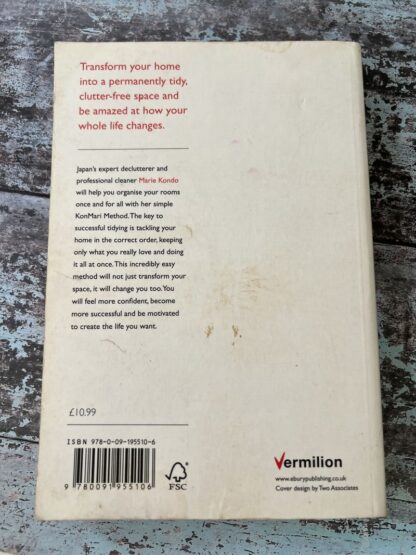 Transform your home
into a permanently tidy,
clutter-free space and
be amazed at how your
whole life changes.
Japan's expert declutterer and
professional cleaner Marie Kondo
will help you organise your rooms
once and for all with her simple
KonMari Method. The key to
successful tidying is tackling your
home in the correct order, keeping
only what you really love and doing
it all at once. This incredibly easy
method will not just transform your
space, it will change you too. You
will feel more confident, become
more successful and be motivated
to create the life you want.
£10.99
ISBN 978-0-09-195510-6
9 780091 955106
FSC
Vermilion
www.eburypublishing.co.uk
Cover design by Two Associates